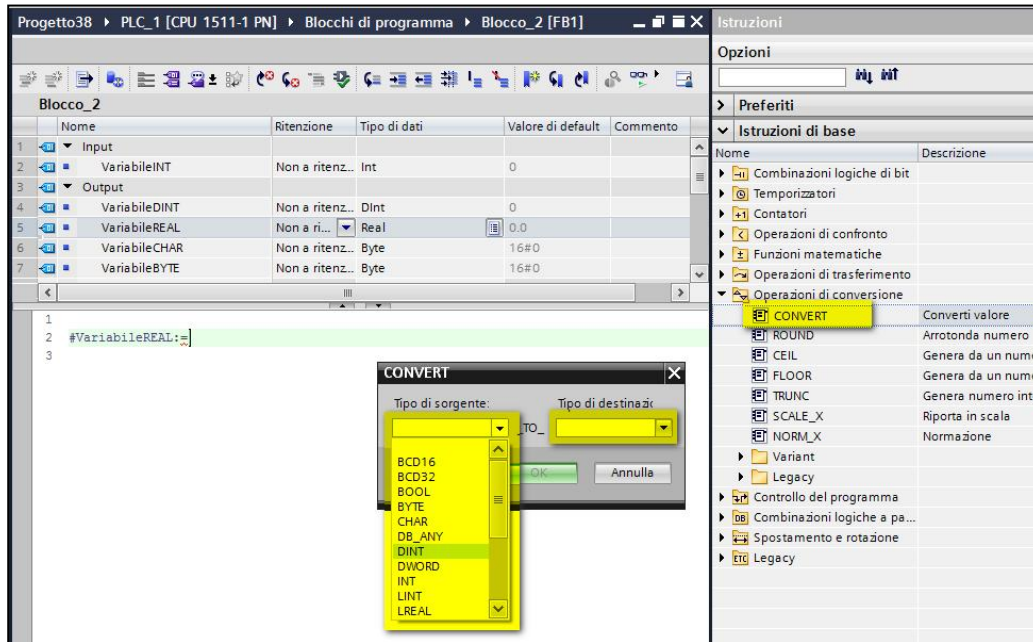 Progetto38 ▸ PLC_1 [CPU 1511-1 PN] ▸ Blocchi di programma ▸ Blocco_2 [FB1]
Blocco_2
Nome Ritenzione Tipo di dati Valore di default Commento
1 Input
2 VariabileINT Non a ritenz... Int 0
3 Output
4 VariabileDINT Non a ritenz... DInt 0
5 VariabileREAL Non a ri... Real 0.0
6 VariabileCHAR Non a ritenz... Byte 16#0
7 VariabileBYTE Non a ritenz... Byte 16#0
1
2 #VariabileREAL:=
3
CONVERT
Tipo di sorgente: Tipo di destinazic
_TO_
OK Annulla
BCD16
BCD32
BOOL
BYTE
CHAR
DB_ANY
DINT
DWORD
INT
LINT
LREAL
Istruzioni
Opzioni
Preferiti
Istruzioni di base
Nome Descrizione
Combinazioni logiche di bit
Temporizzatori
Contatori
Operazioni di confronto
Funzioni matematiche
Operazioni di trasferimento
Operazioni di conversione
CONVERT Converti valore
ROUND Arrotonda numero
CEIL Genera da un num
FLOOR Genera da un num
TRUNC Genera numero int
SCALE_X Riporta in scala
NORM_X Normazione
Variant
Legacy
Controllo del programma
DB Combinazioni logiche a pa...
Spostamento e rotazione
ETC Legacy